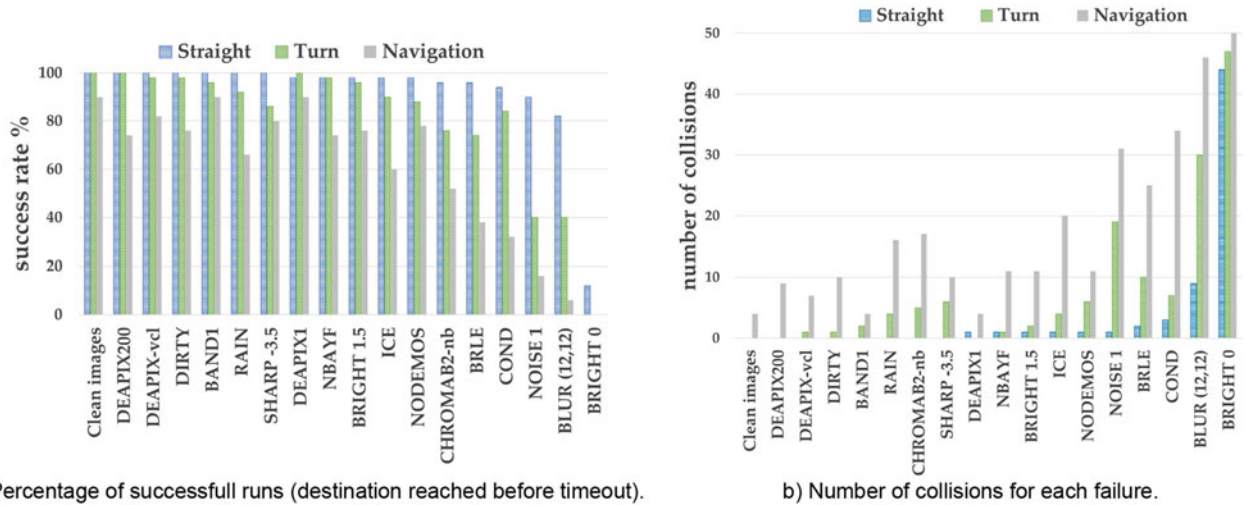 Straight Turn Navigation
100
80
60
40
20
0
success rate %
Clean images
DEAPIX200
DEAPIX-vcl
DIRTY
BAND1
RAIN
SHARP -3.5
DEAPIX1
NBAYF
BRIGHT 1.5
ICE
NODEMOS
CHROMAB2-nb
BRLE
COND
NOISE 1
BLUR (12,12)
BRIGHT 0
Percentage of successfull runs (destination reached before timeout).
Straight Turn Navigation
50
40
30
20
10
0
number of collisions
Clean images
DEAPIX200
DEAPIX-vcl
DIRTY
BAND1
RAIN
CHROMAB2-nb
SHARP -3.5
DEAPIX1
NBAYF
BRIGHT 1.5
ICE
NODEMOS
NOISE 1
BRLE
COND
BLUR (12,12)
BRIGHT 0
b) Number of collisions for each failure.